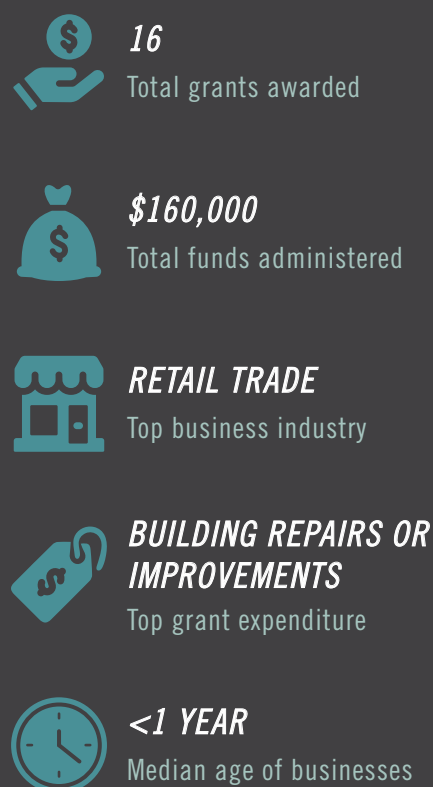 16
Total grants awarded
$160,000
Total funds administered
RETAIL TRADE
Top business industry
BUILDING REPAIRS OR
IMPROVEMENTS
Top grant expenditure
<1 YEAR
Median age of businesses